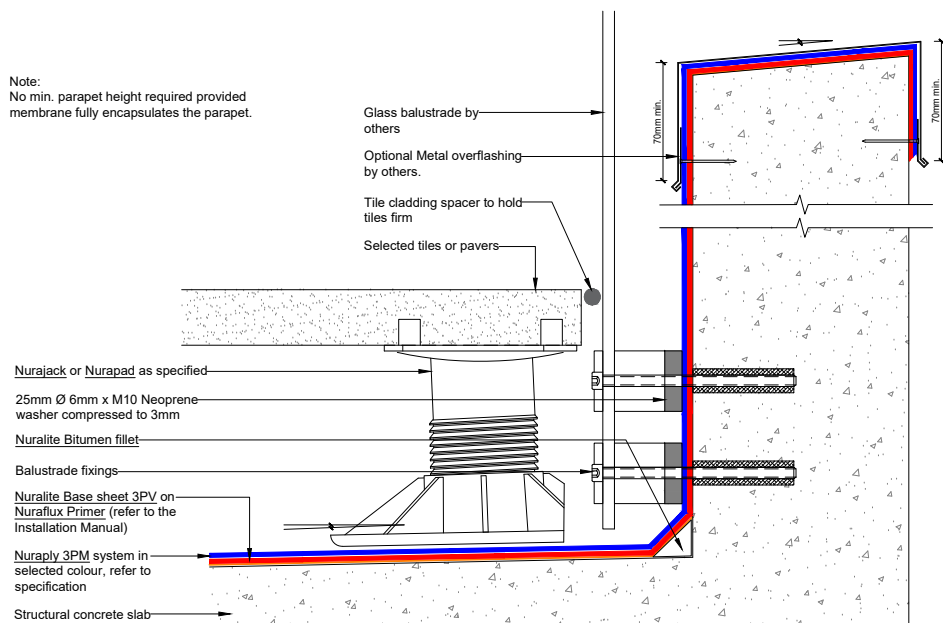 Note:
No min. parapet height required provided
membrane fully encapsulates the parapet.
Glass balustrade by
others
Optional Metal overflashing
by others.
Tile cladding spacer to hold
tiles firm
Selected tiles or pavers
70mm min.
70mm min.
Nurajack or Nurapad as specified
25mm Ø 6mm x M10 Neoprene
washer compressed to 3mm
Nuralite Bitumen fillet
Balustrade fixings
Nuralite Base sheet 3PV on
Nuraflux Primer (refer to the
Installation Manual)
Nuraply 3PM system in
selected colour, refer to
specification
Structural concrete slab